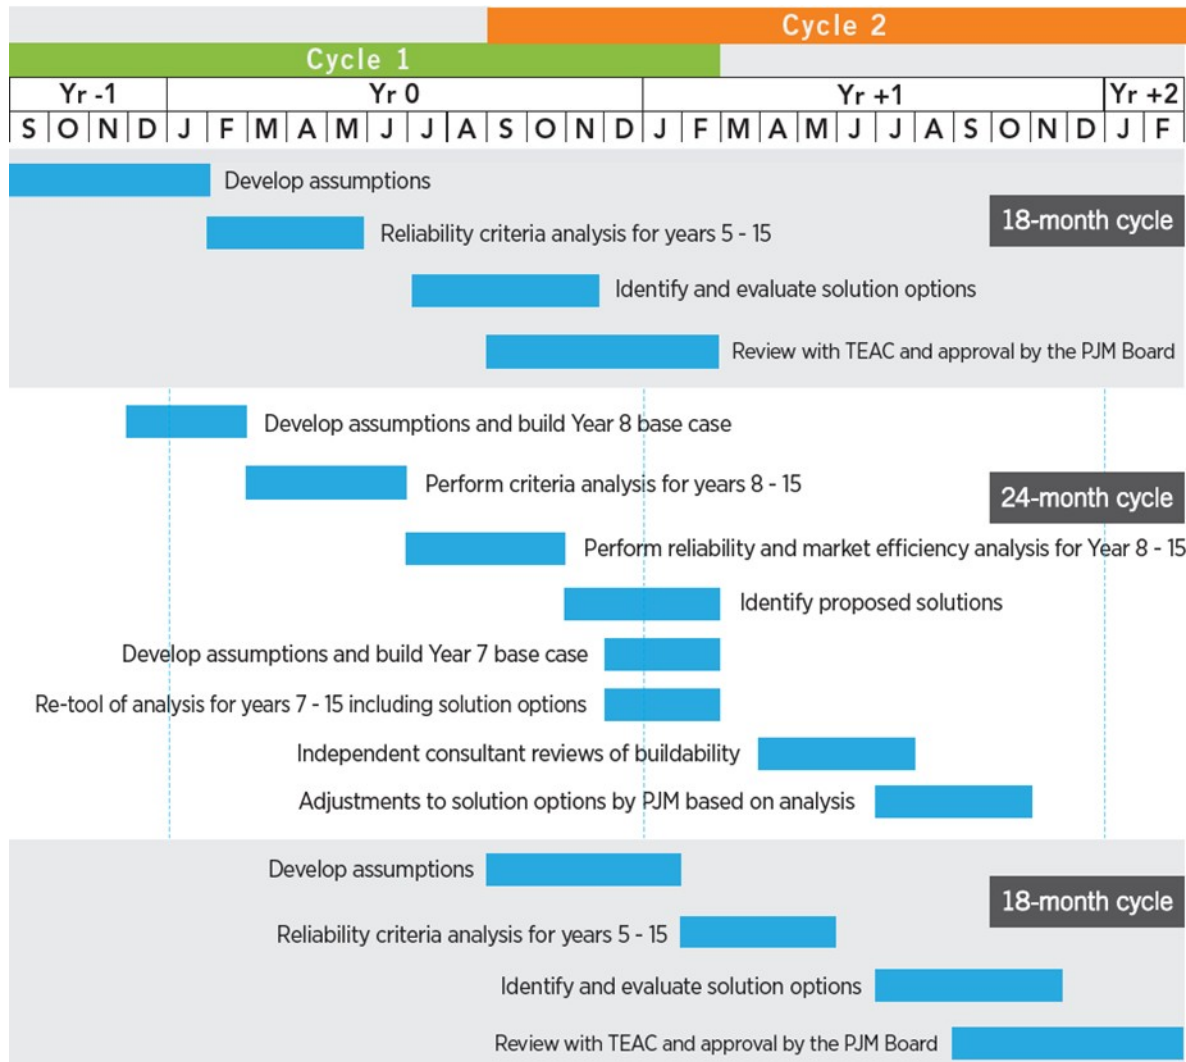 Cycle 2
Cycle 1
Yr -1 Yr 0 Yr +1 Yr +2
S O N D J F M A M J J A S O N D J F M A M J J A S O N D J F
Develop assumptions
18-month cycle
Reliability criteria analysis for years 5 - 15
Identify and evaluate solution options
Review with TEAC and approval by the PJM Board
Develop assumptions and build Year 8 base case
Perform criteria analysis for years 8 - 15
24-month cycle
Perform reliability and market efficiency analysis for Year 8 - 15
Identify proposed solutions
Develop assumptions and build Year 7 base case
Re-tool of analysis for years 7 - 15 including solution options
Independent consultant reviews of buildability
Adjustments to solution options by PJM based on analysis
Develop assumptions
18-month cycle
Reliability criteria analysis for years 5 - 15
Identify and evaluate solution options
Review with TEAC and approval by the PJM Board